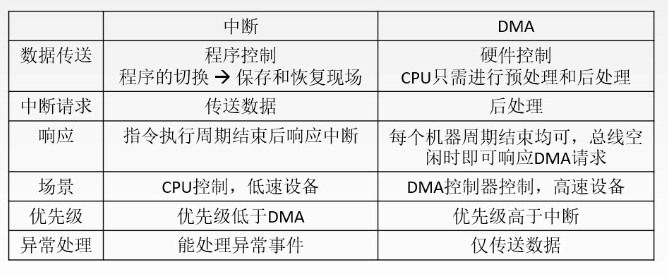 中断 DMA
数据传送 程序控制 硬件控制
程序的切换 → 保存和恢复现场 CPU只需进行预处理和后处理
中断请求 传送数据 后处理
响应 指令执行周期结束后响应中断 每个机器周期结束均可，总线空
闲时即可响应DMA请求
场景 CPU控制，低速设备 DMA控制器控制，高速设备
优先级 优先级低于DMA 优先级高于中断
异常处理 能处理异常事件 仅传送数据